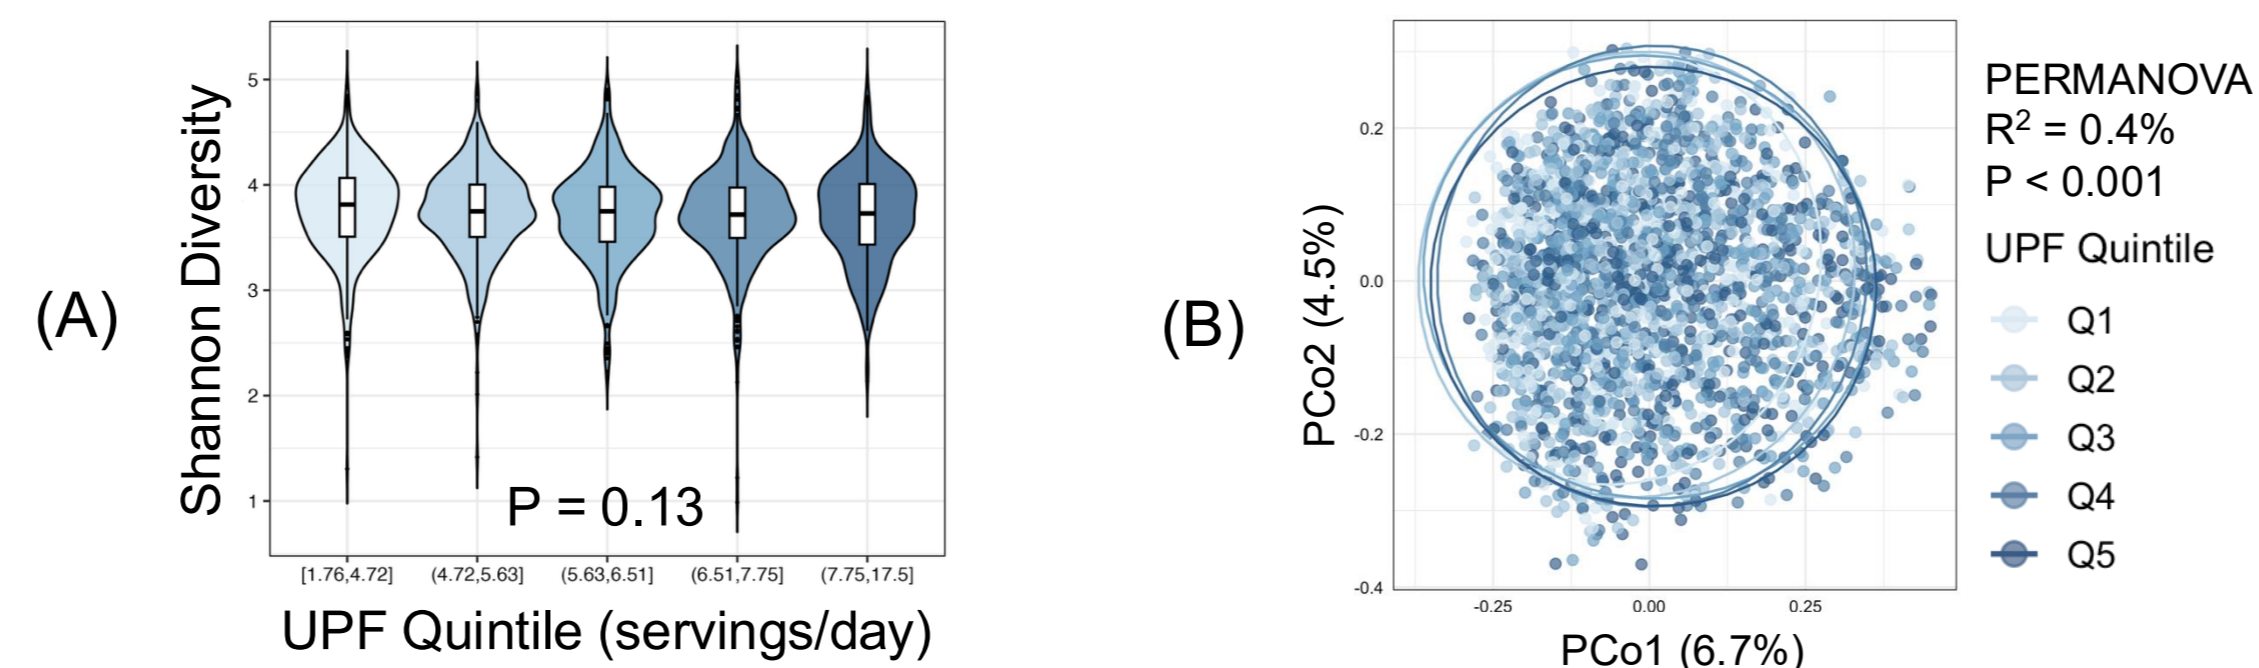 (A)
Shannon Diversity
5
4
3
2
1
P = 0.13
[1.76,4.72] (4.72,5.63] (5.63,6.51] (6.51,7.75] (7.75,17.5]
UPF Quintile (servings/day)
(B)
PCo2 (4.5%)
0.2
0.0
-0.2
-0.4
-0.25 0.00 0.25
PCo1 (6.7%)
PERMANOVA
R² = 0.4%
P < 0.001
UPF Quintile
Q1
Q2
Q3
Q4
Q5